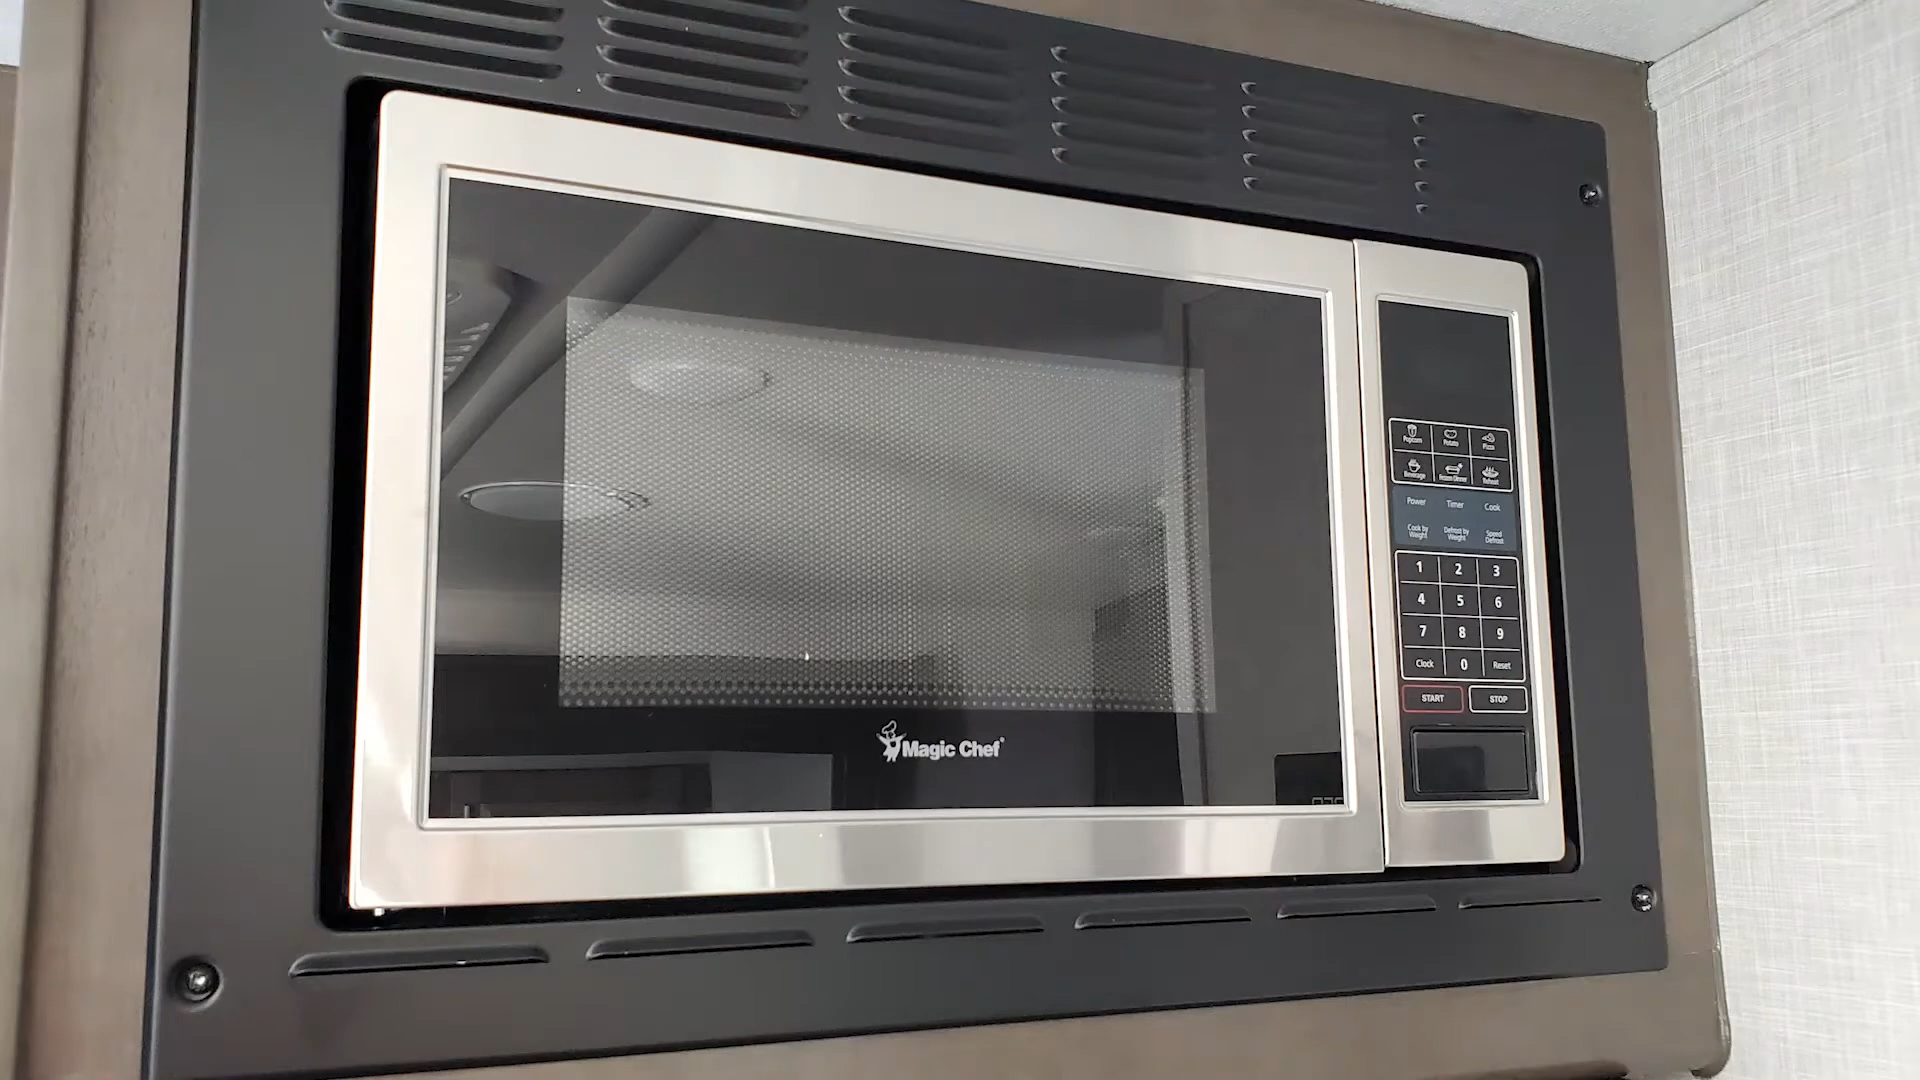 Popcorn Potato Pizza
Beverage Frozen Dinner Reheat
Power Timer Cook
Cook by Weight Defrost by Weight Speed Defrost
1 2 3
4 5 6
7 8 9
Clock 0 Reset
START STOP
Magic Chef®